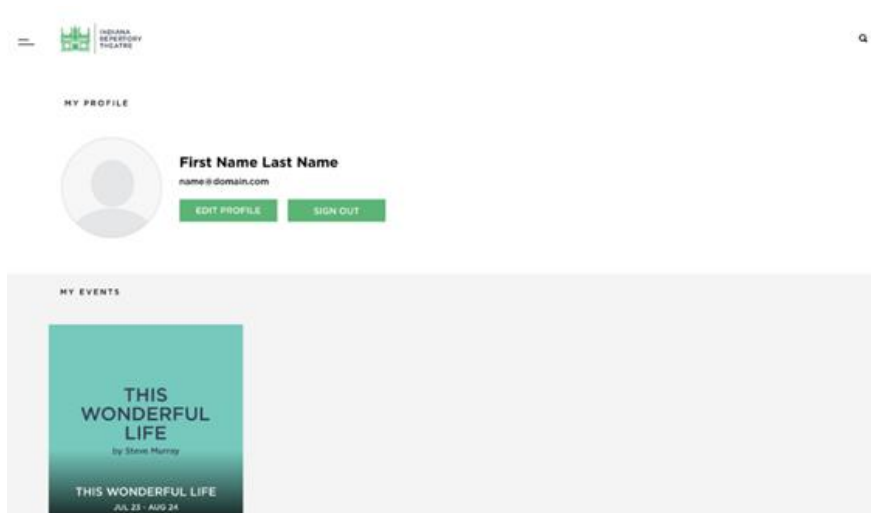 INDIANA
REPERTORY
THEATRE
MY PROFILE
First Name Last Name
name@domain.com
EDIT PROFILE
SIGN OUT
MY EVENTS
THIS
WONDERFUL
LIFE
by Steve Murray
THIS WONDERFUL LIFE
JUL 23 - AUG 24